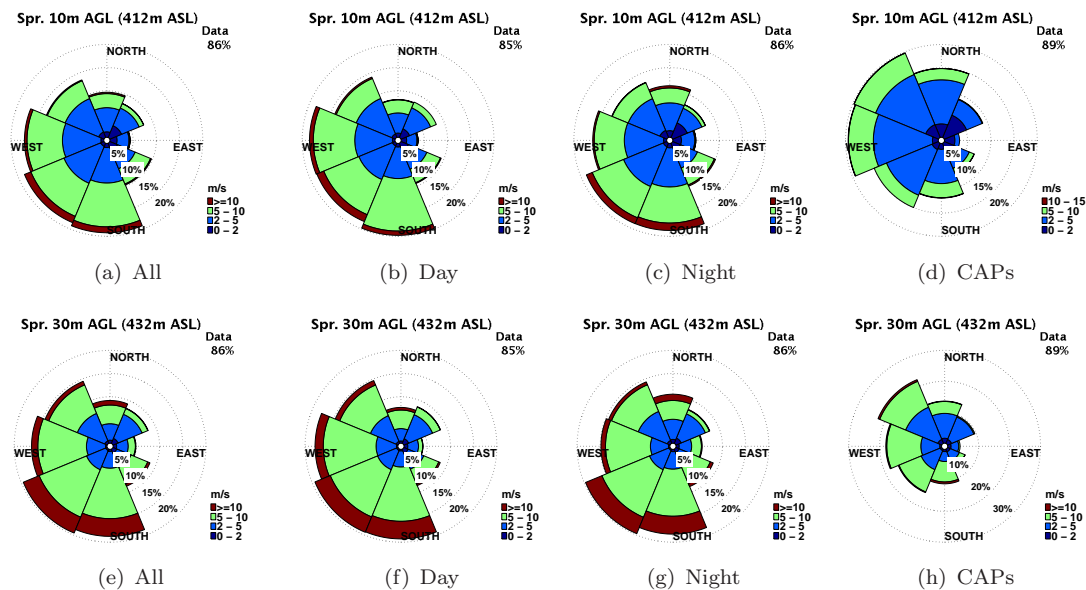 Spr. 10m AGL (412m ASL)
Data
86%
NORTH
WEST
EAST
SOUTH
5%
10%
15%
20%
m/s
>=10
5 – 10
2 – 5
0 – 2
(a) All
Spr. 10m AGL (412m ASL)
Data
85%
NORTH
WEST
EAST
SOUTH
5%
10%
15%
20%
m/s
>=10
5 – 10
2 – 5
0 – 2
(b) Day
Spr. 10m AGL (412m ASL)
Data
86%
NORTH
WEST
EAST
SOUTH
5%
10%
15%
20%
m/s
>=10
5 – 10
2 – 5
0 – 2
(c) Night
Spr. 10m AGL (412m ASL)
Data
89%
NORTH
WEST
EAST
SOUTH
5%
10%
15%
20%
m/s
10 – 15
5 – 10
2 – 5
0 – 2
(d) CAPs
Spr. 30m AGL (432m ASL)
Data
86%
NORTH
WEST
EAST
SOUTH
5%
10%
15%
20%
m/s
>=10
5 – 10
2 – 5
0 – 2
(e) All
Spr. 30m AGL (432m ASL)
Data
85%
NORTH
WEST
EAST
SOUTH
5%
10%
15%
20%
m/s
>=10
5 – 10
2 – 5
0 – 2
(f) Day
Spr. 30m AGL (432m ASL)
Data
86%
NORTH
WEST
EAST
SOUTH
5%
10%
15%
20%
m/s
>=10
5 – 10
2 – 5
0 – 2
(g) Night
Spr. 30m AGL (432m ASL)
Data
89%
NORTH
WEST
EAST
SOUTH
10%
20%
30%
m/s
>=10
5 – 10
2 – 5
0 – 2
(h) CAPs